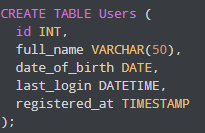 CREATE TABLE Users (
  id INT,
  full_name VARCHAR(50),
  date_of_birth DATE,
  last_login DATETIME,
  registered_at TIMESTAMP
);